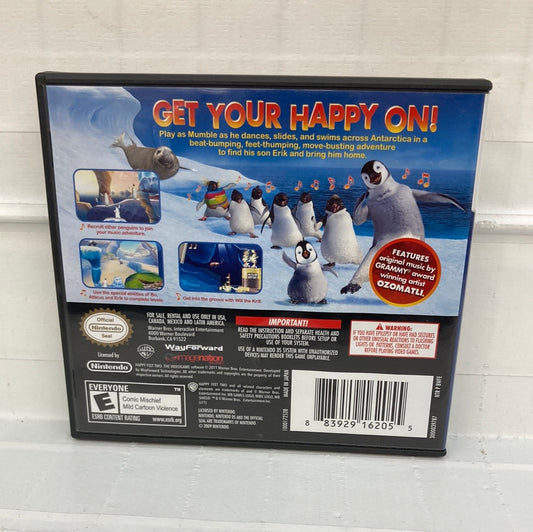 GET YOUR HAPPY ON!
Play as Mumble as he dances, slides, and swims across Antarctica in a
beat-bumping, feet-thumping, move-busting adventure
to find his son Erik and bring him home.
Recruit other penguins to join
your music adventure.
Use the special abilities of Bo,
Atticus and Erik to complete levels
Get into the groove with Will the Krill.
FEATURES
original music by
GRAMMY® award
winning artist
OZOMATLI.
Official
Nintendo
Seal
Licensed by
Nintendo
FOR SALE, RENTAL AND USE ONLY IN USA,
CANADA, MEXICO AND LATIN AMERICA.
Warner Bros. Interactive Entertainment
4000 Warner Boulevard
Burbank, CA 91522
IMPORTANT!
READ THE INSTRUCTION AND SEPARATE HEALTH AND
SAFETY PRECAUTIONS BOOKLETS BEFORE SETUP OR
USE OF YOUR SYSTEM OR GAME.
USE OF A NINTENDO DS SYSTEM WITH UNAUTHORIZED
DEVICES MAY RENDER THIS GAME UNPLAYABLE.
WARNING:
IF YOU HAVE EPILEPSY OR HAVE HAD SEIZURES
OR OTHER UNUSUAL REACTIONS TO FLASHING
LIGHTS OR PATTERNS, CONSULT A DOCTOR
BEFORE PLAYING VIDEO GAMES.
WayForward
imagenation
EVERYONE
E
Comic Mischief
Mild Cartoon Violence
ESRB CONTENT RATING www.esrb.org
LICENSED BY NINTENDO.
NINTENDO, NINTENDO DS AND THE OFFICIAL
SEAL ARE TRADEMARKS OF NINTENDO.
© 2009 NINTENDO
MADE IN JAPAN
8 83929 16205 5